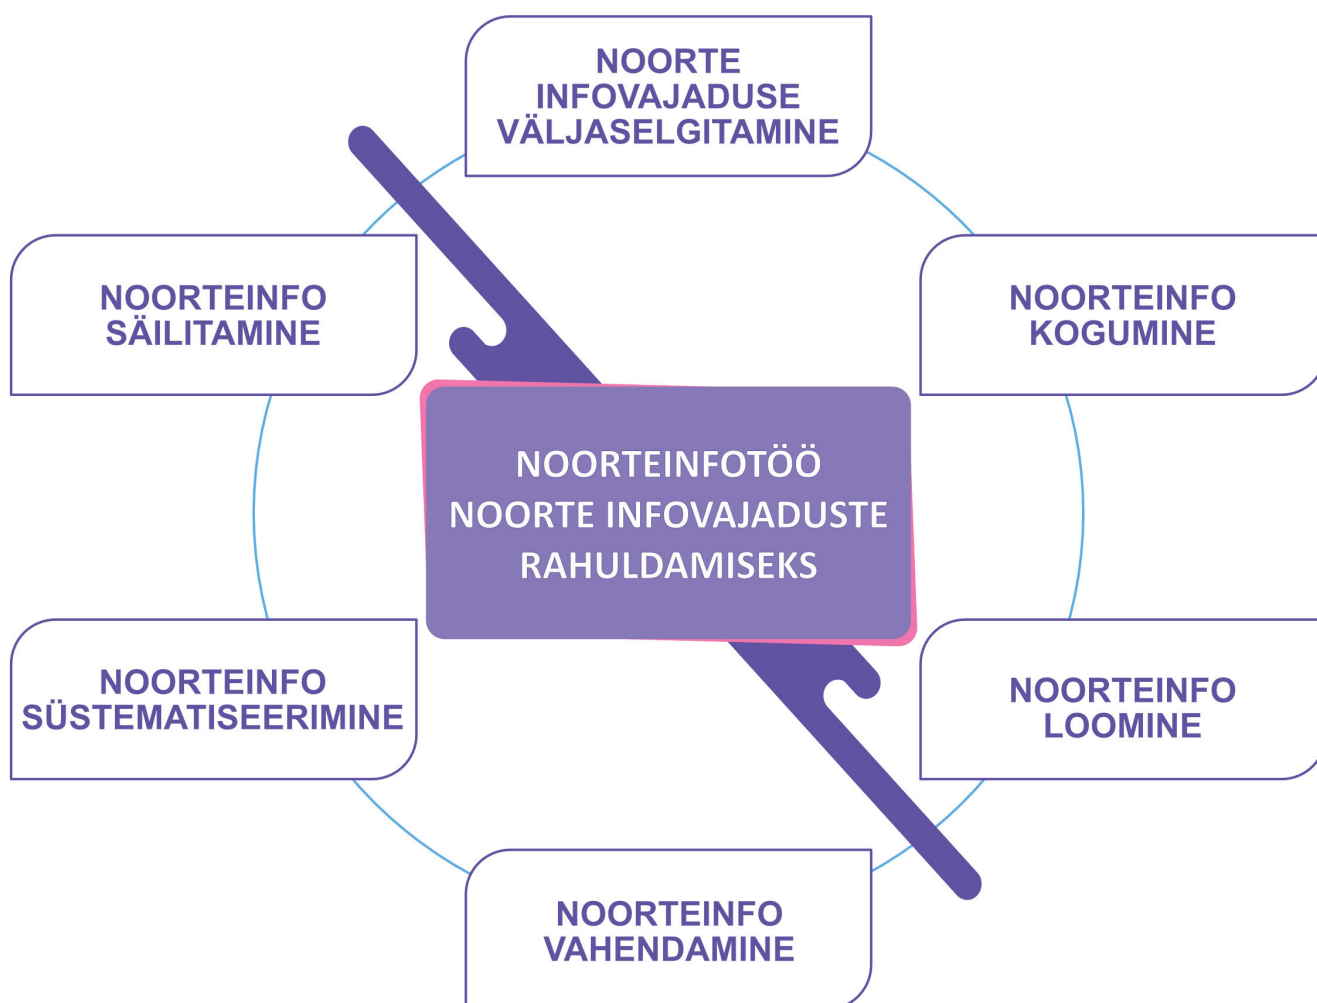 NOORTE
INFOVAJADUSE
VÄLJASELGITAMINE
NOORTEINFO
KOGUMINE
NOORTEINFO
LOOMINE
NOORTEINFO
VAHENDAMINE
NOORTEINFO
SÜSTEMATISEERIMINE
NOORTEINFO
SÄILITAMINE
NOORTEINFOTÖÖ
NOORTE INFOVAJADUSTE
RAHULDAMISEKS